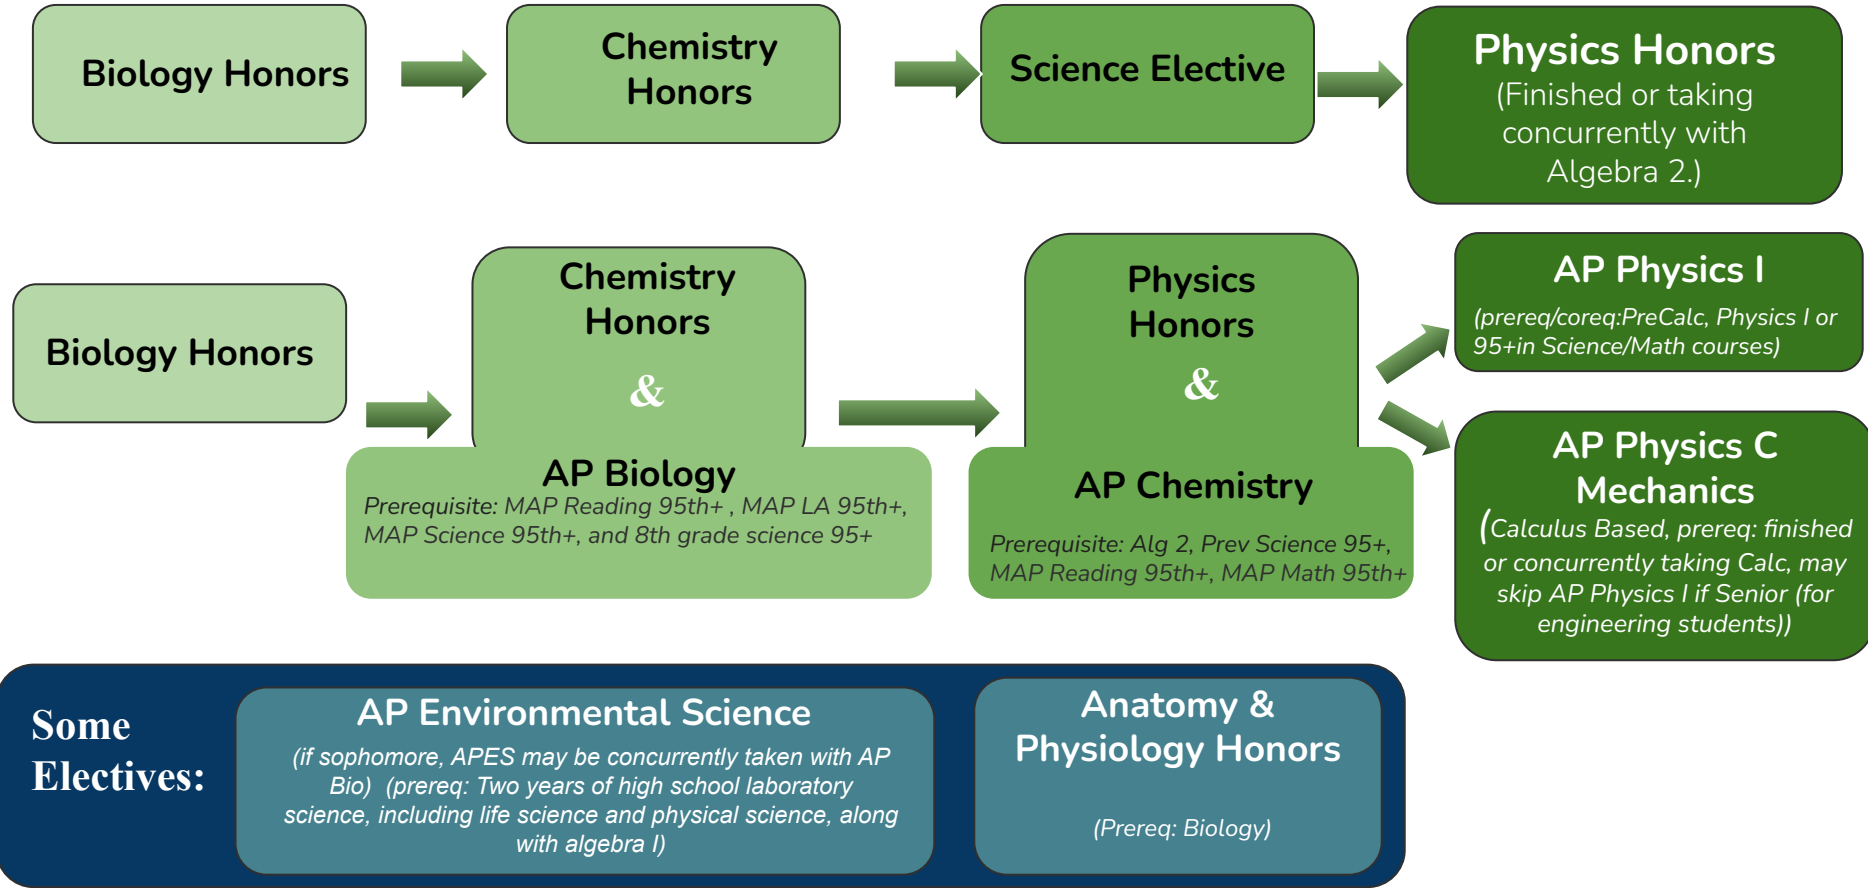 Biology Honors
Chemistry
Honors
Science Elective
Physics Honors
(Finished or taking
concurrently with
Algebra 2.)
Biology Honors
Chemistry
Honors
&
AP Biology
Prerequisite: MAP Reading 95th+ , MAP LA 95th+,
MAP Science 95th+, and 8th grade science 95+
Physics
Honors
&
AP Chemistry
Prerequisite: Alg 2, Prev Science 95+,
MAP Reading 95th+, MAP Math 95th+
AP Physics I
(prereq/coreq:PreCalc, Physics I or
95+in Science/Math courses)
AP Physics C
Mechanics
(Calculus Based, prereq: finished
or concurrently taking Calc, may
skip AP Physics I if Senior (for
engineering students))
Some
Electives:
AP Environmental Science
(if sophomore, APES may be concurrently taken with AP
Bio)  (prereq: Two years of high school laboratory
science, including life science and physical science, along
with algebra I)
Anatomy &
Physiology Honors
(Prereq: Biology)